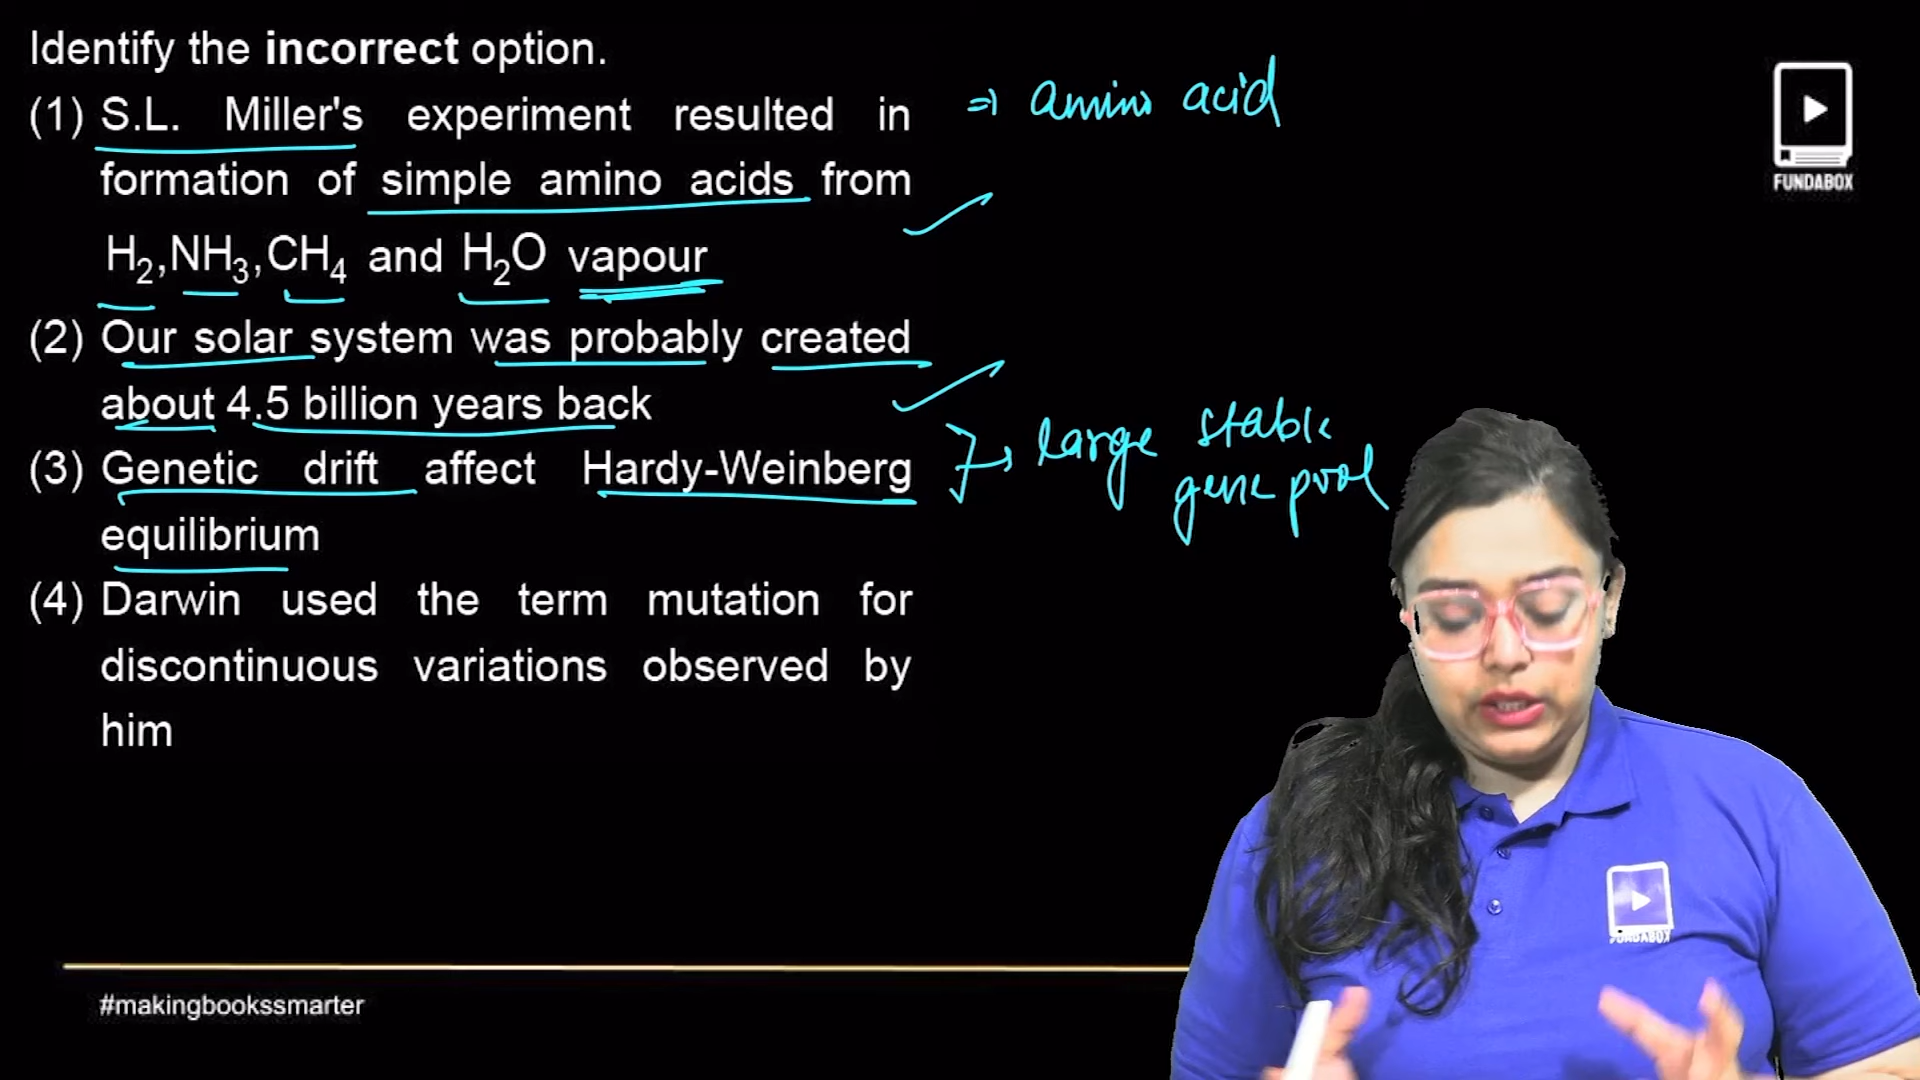 Identify the incorrect option.
(1) S.L. Miller's experiment resulted in
formation of simple amino acids from
H₂,NH₃,CH₄ and H₂O vapour
(2) Our solar system was probably created
about 4.5 billion years back
(3) Genetic drift affect Hardy-Weinberg
equilibrium
(4) Darwin used the term mutation for
discontinuous variations observed by
him
⇒ amino acid
→ large stable
gene pool
FUNDABOX
FUNDABOX
#makingbookssmarter